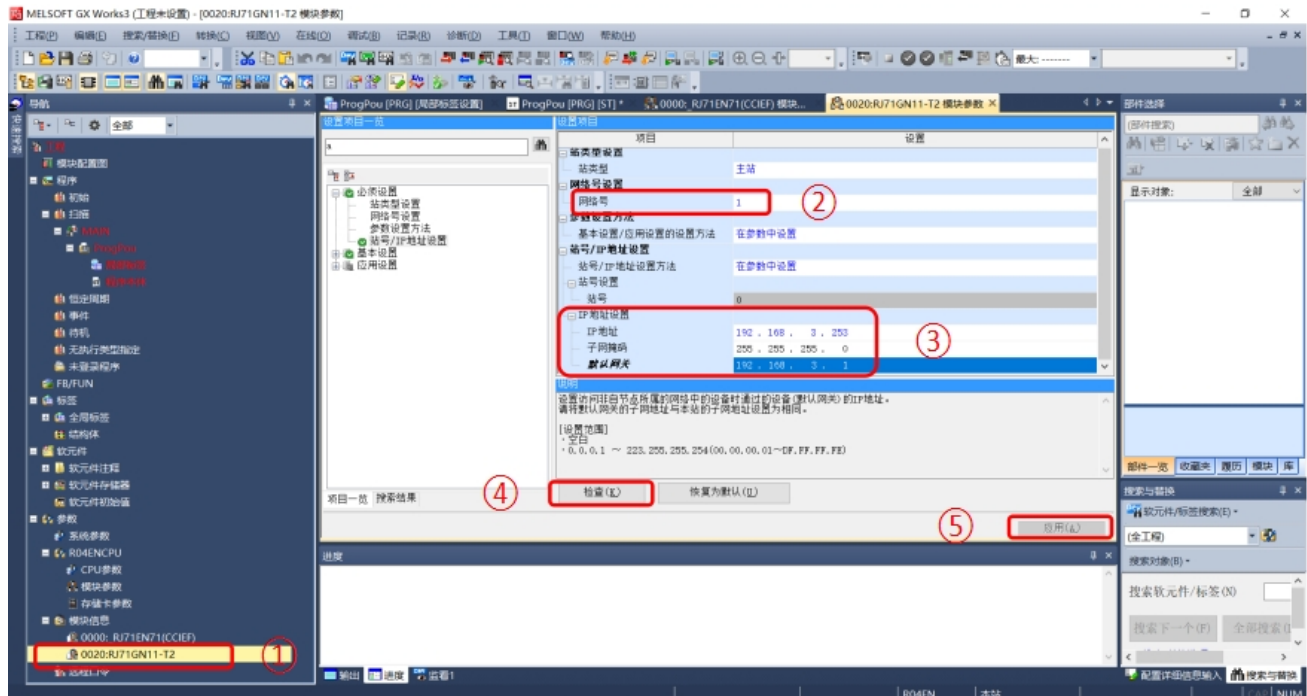 MELSOFT GX Works3 (工程未设置) - [0020:RJ71GN11-T2 模块参数]
工程(P) 编辑(E) 搜索/替换(F) 转换(C) 视图(V) 在线(O) 调试(B) 记录(R) 诊断(D) 工具(T) 窗口(W) 帮助(H)
最大: -------
导航
ProgPou [PRG] [局部标签设置]
ProgPou [PRG] [ST] *
0000: RJ71EN71(CCIEF) 模块...
0020:RJ71GN11-T2 模块参数
部件选择
全部
工程
模块配置图
程序
初始
扫描
MAIN
ProgPou
局部标签
程序本体
恒定周期
事件
待机
无执行类型指定
未登录程序
FB/FUN
标签
全局标签
结构体
软元件
软元件注释
软元件存储器
软元件初始值
参数
系统参数
R04ENCPU
CPU参数
模块参数
存储卡参数
模块信息
0000: RJ71EN71(CCIEF)
0020:RJ71GN11-T2
①
远程口令
设置项目一览
a
必须设置
站类型设置
网络号设置
参数设置方法
站号/IP地址设置
基本设置
应用设置
项目一览 搜索结果
设置项目
项目 设置
站类型设置
站类型 主站
网络号设置
网络号 1
②
参数设置方法
基本设置/应用设置的设置方法 在参数中设置
站号/IP地址设置
站号/IP地址设置方法 在参数中设置
站号设置
站号 0
IP地址设置
IP地址 192 . 168 . 3 . 253
③
子网掩码 255 . 255 . 255 . 0
默认网关 192 . 168 . 3 . 1
说明
设置访问非自节点所属的网络中的设备时通过的设备(默认网关)的IP地址。
请将默认网关的子网地址与本站的子网地址设置为相同。
[设置范围]
・空白
・0.0.0.1 ~ 223.255.255.254(00.00.00.01~DF.FF.FF.FE)
④
检查(K) 恢复为默认(U)
⑤
应用(A)
进度
输出 进度 监看1
(部件搜索)
显示对象: 全部
部件一览 收藏夹 履历 模块 库
搜索与替换
软元件/标签搜索(E)
(全工程)
搜索对象(B)
搜索软元件/标签(N)
搜索下一个(F) 全部搜索(
配置详细信息输入 搜索与替换
R04EN 本站 CAP NUM